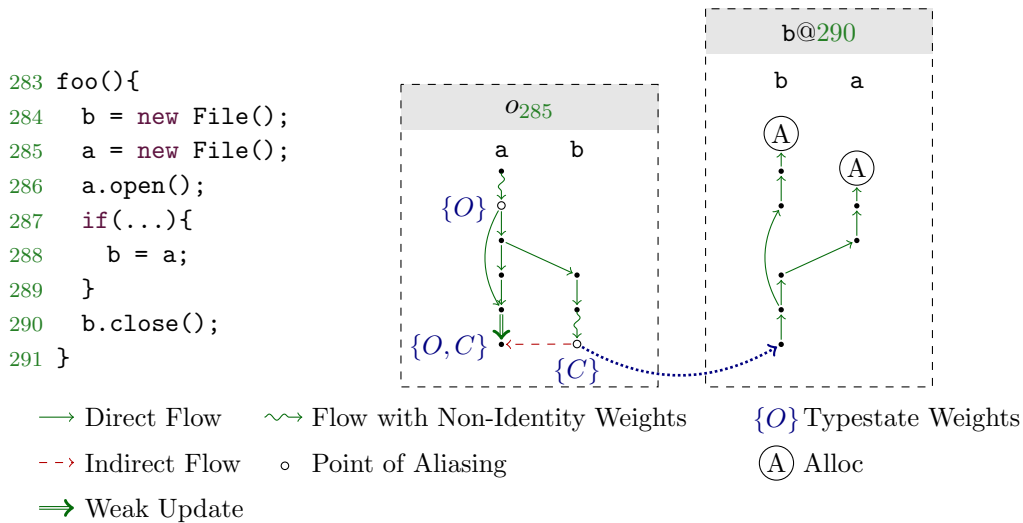 283 foo(){
284 b = new File();
285 a = new File();
286 a.open();
287 if(...){
288 b = a;
289 }
290 b.close();
291 }
o285
a b
{O}
{O, C}
{C}
b@290
b a
A
A
Direct Flow
Flow with Non-Identity Weights
{O} Typestate Weights
Indirect Flow
Point of Aliasing
A Alloc
Weak Update